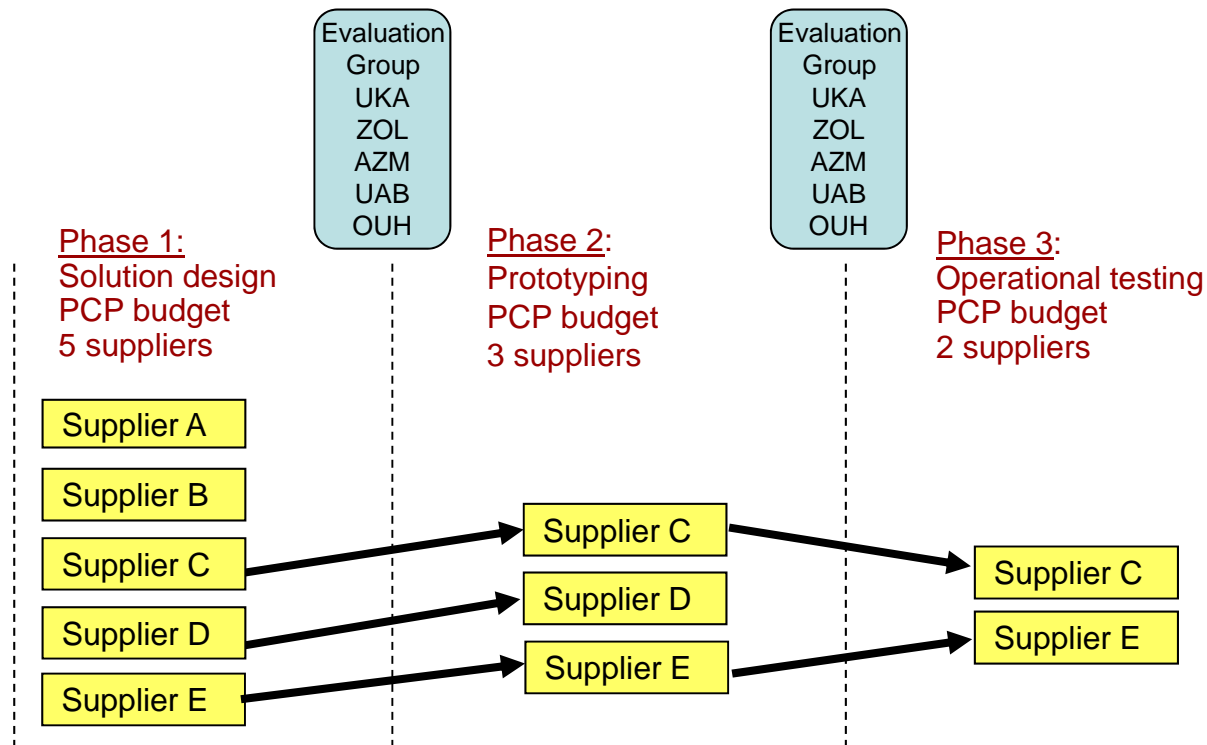 Evaluation
Group
UKA
ZOL
AZM
UAB
OUH
Evaluation
Group
UKA
ZOL
AZM
UAB
OUH
Phase 1:
Solution design
PCP budget
5 suppliers
Phase 2:
Prototyping
PCP budget
3 suppliers
Phase 3:
Operational testing
PCP budget
2 suppliers
Supplier A
Supplier B
Supplier C
Supplier D
Supplier E
Supplier C
Supplier D
Supplier E
Supplier C
Supplier E